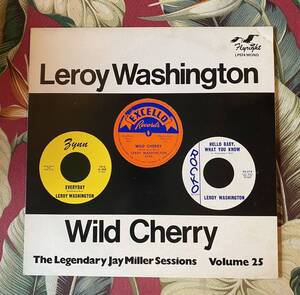 Flyright
LP574 MONO
Leroy Washington
Zynn
EVERYDAY
LEROY WASHINGTON
EXCELLO
Records
WILD CHERRY
LEROY WASHINGTON
ROCKO
HELLO BABY,
WHAT YOU KNOW
LEROY WASHINGTON
Wild Cherry
The Legendary Jay Miller Sessions Volume 25